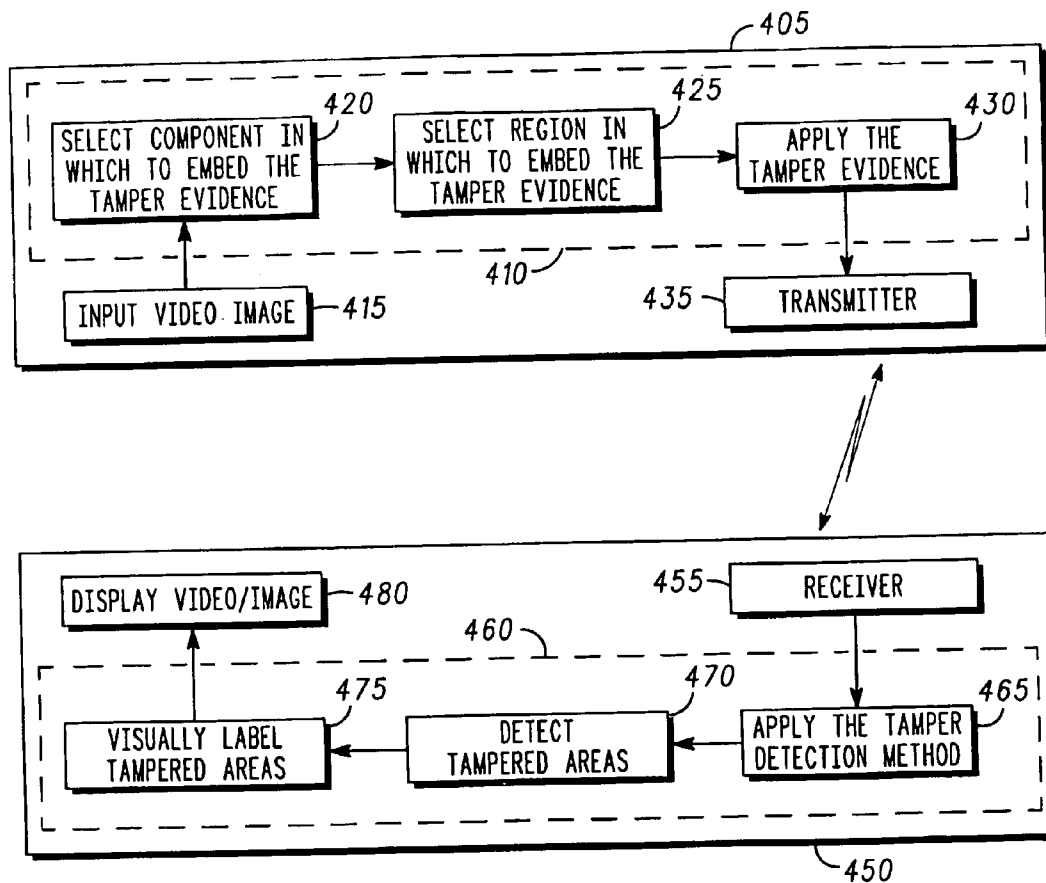 405
420
SELECT COMPONENT IN
WHICH TO EMBED THE
TAMPER EVIDENCE
425
SELECT REGION IN
WHICH TO EMBED THE
TAMPER EVIDENCE
430
APPLY THE
TAMPER EVIDENCE
410
INPUT VIDEO IMAGE
415
435
TRANSMITTER
DISPLAY VIDEO/IMAGE
480
455
RECEIVER
460
475
VISUALLY LABEL
TAMPERED AREAS
470
DETECT
TAMPERED AREAS
465
APPLY THE TAMPER
DETECTION METHOD
450